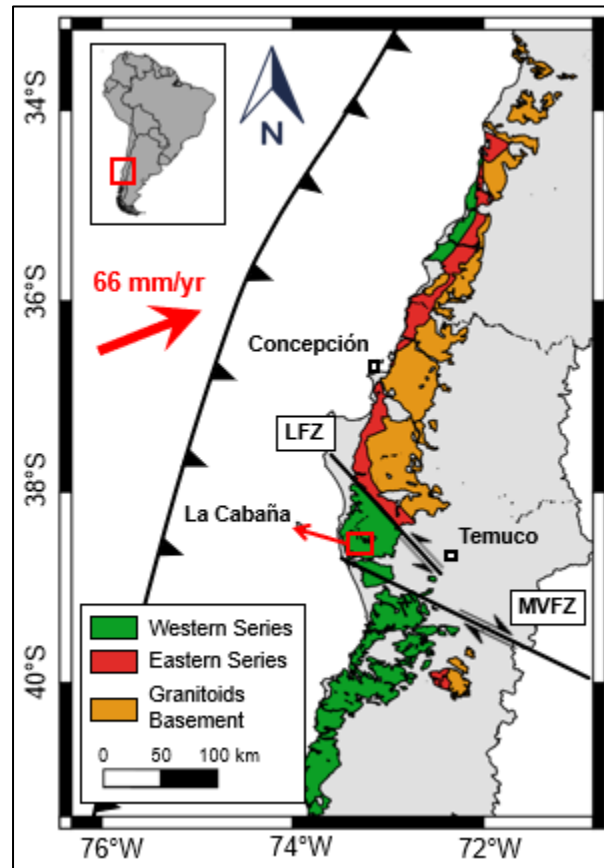 34°S
36°S
38°S
40°S
N
66 mm/yr
Concepción
LFZ
La Cabaña
Temuco
MVFZ
Western Series
Eastern Series
Granitoids
Basement
0 50 100 km
76°W 74°W 72°W